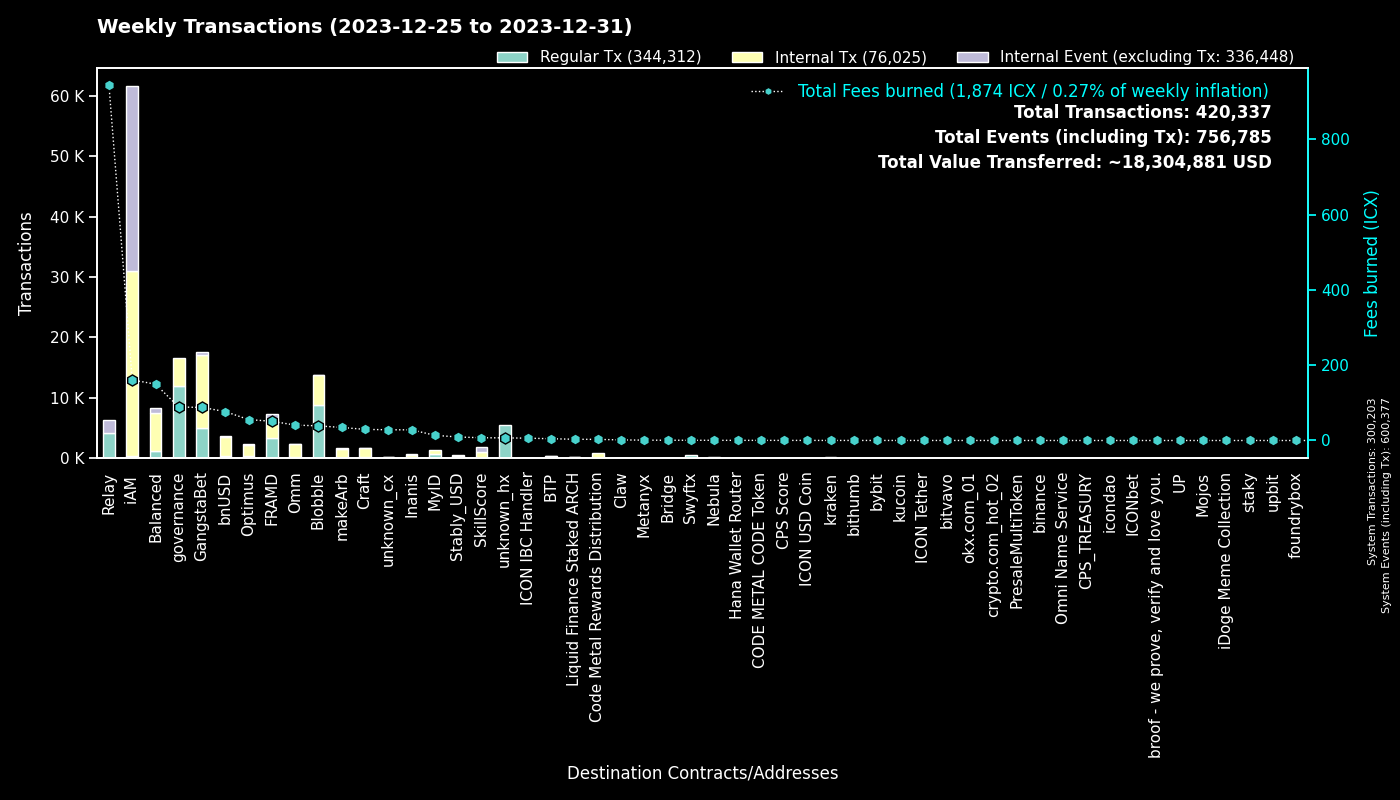 Weekly Transactions (2023-12-25 to 2023-12-31)
Regular Tx (344,312)
Internal Tx (76,025)
Internal Event (excluding Tx: 336,448)
Total Fees burned (1,874 ICX / 0.27% of weekly inflation)
Total Transactions: 420,337
Total Events (including Tx): 756,785
Total Value Transferred: ~18,304,881 USD
Transactions
60 K
50 K
40 K
30 K
20 K
10 K
0 K
800
600
400
200
0
Fees burned (ICX)
System Transactions: 300,203
System Events (including Tx): 600,377
Relay
iAM
Balanced
governance
GangstaBet
bnUSD
Optimus
FRAMD
Omm
Blobble
makeArb
Craft
unknown_cx
Inanis
MyID
Stably_USD
SkillScore
unknown_hx
ICON IBC Handler
BTP
Liquid Finance Staked ARCH
Code Metal Rewards Distribution
Claw
Metanyx
Bridge
Swyftx
Nebula
Hana Wallet Router
CODE METAL CODE Token
CPS Score
ICON USD Coin
kraken
bithumb
bybit
kucoin
ICON Tether
bitvavo
okx.com_01
crypto.com_hot_02
PresaleMultiToken
binance
Omni Name Service
CPS_TREASURY
icondao
ICONbet
broof - we prove, verify and love you.
UP
Mojos
iDoge Meme Collection
staky
upbit
foundrybox
Destination Contracts/Addresses